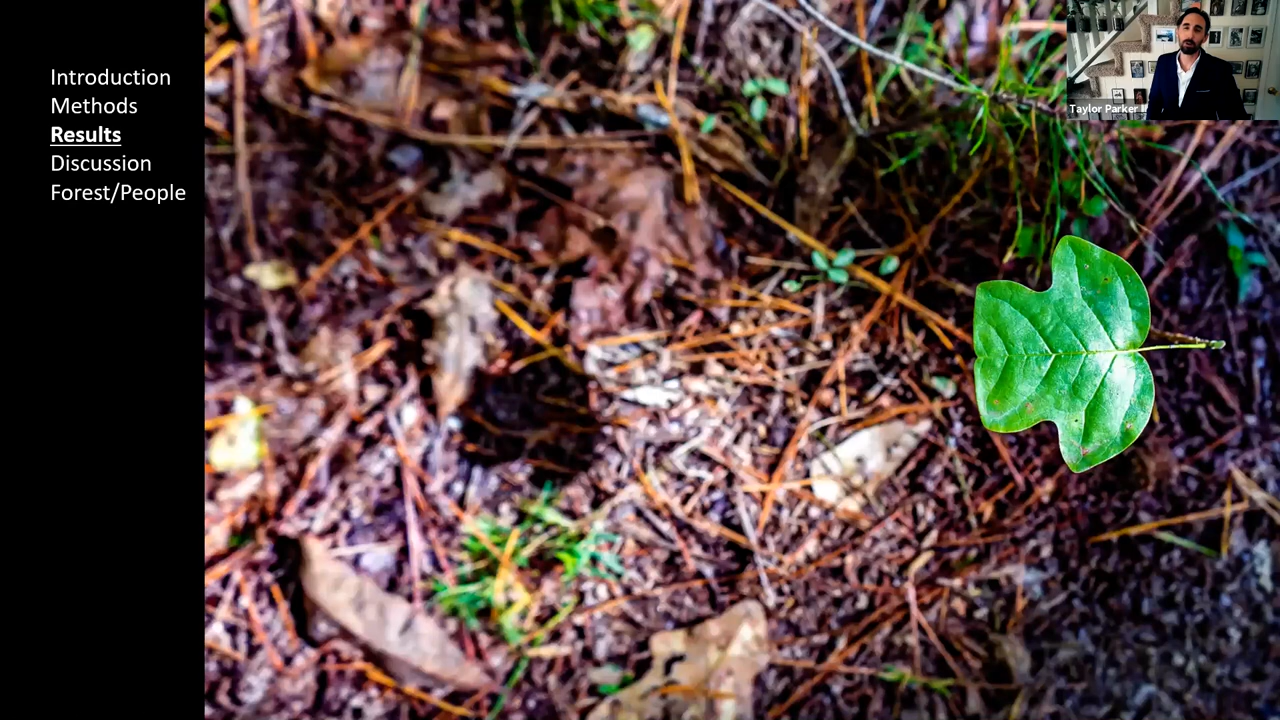 Introduction
Methods
Results
Discussion
Forest/People
Taylor Parker